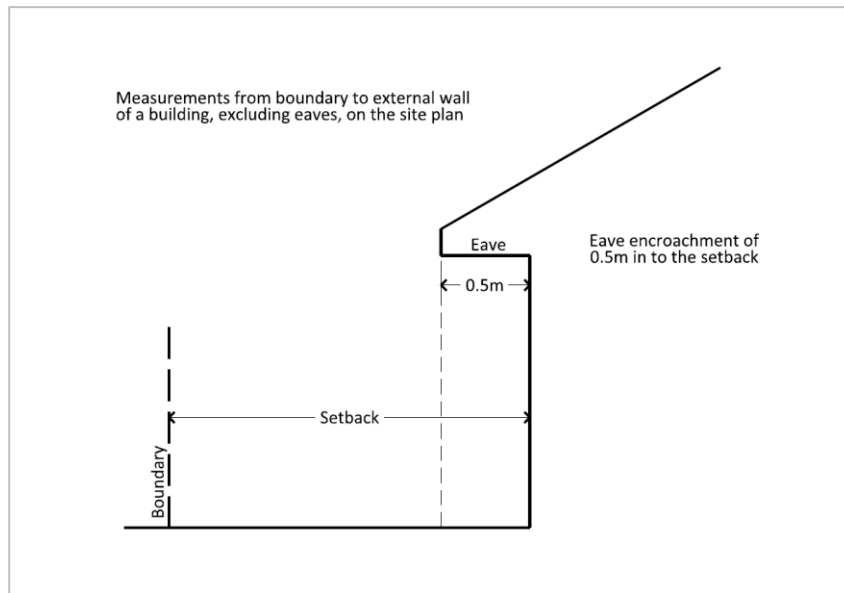 Measurements from boundary to external wall
of a building, excluding eaves, on the site plan
Eave
Eave encroachment of
0.5m in to the setback
0.5m
Setback
Boundary